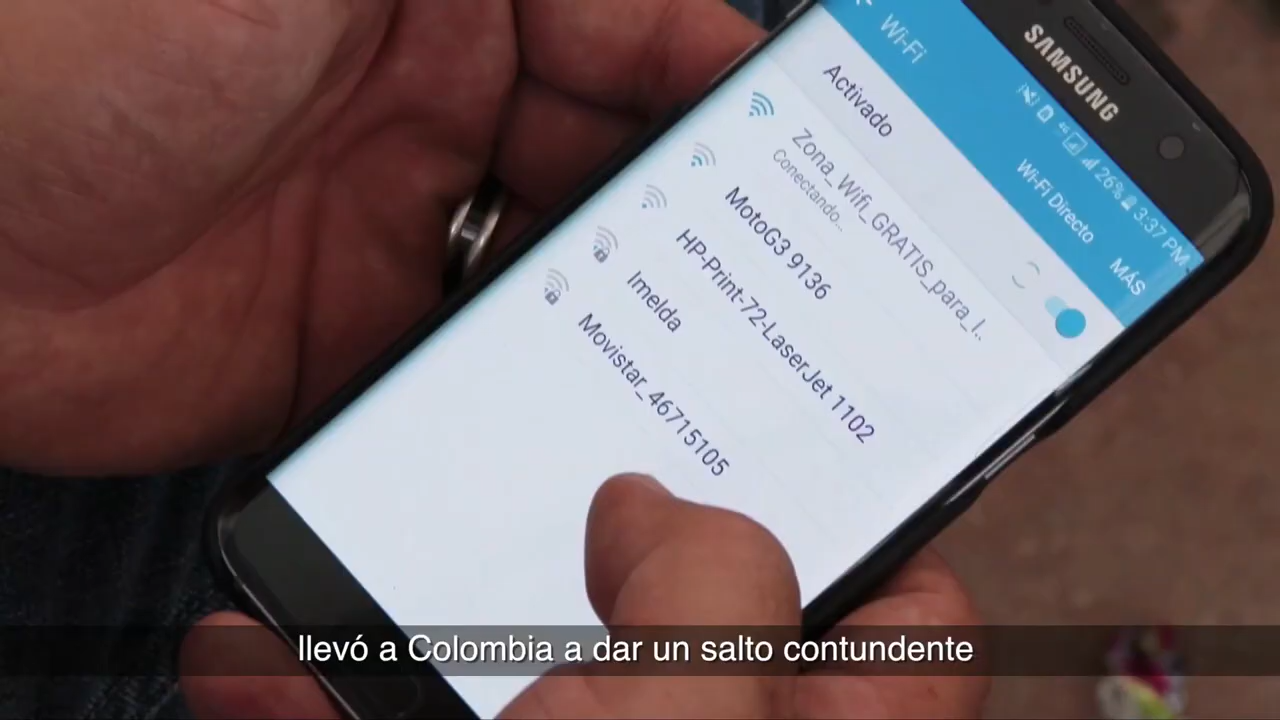 SAMSUNG
4G 26% 3:37 PM
Wi-Fi
Wi-Fi Directo
MÁS
Activado
Zona_Wifi_GRATIS_para_l..
Conectando...
MotoG3 9136
HP-Print-72-LaserJet 1102
Imelda
Movistar_46715105
llevó a Colombia a dar un salto contundente